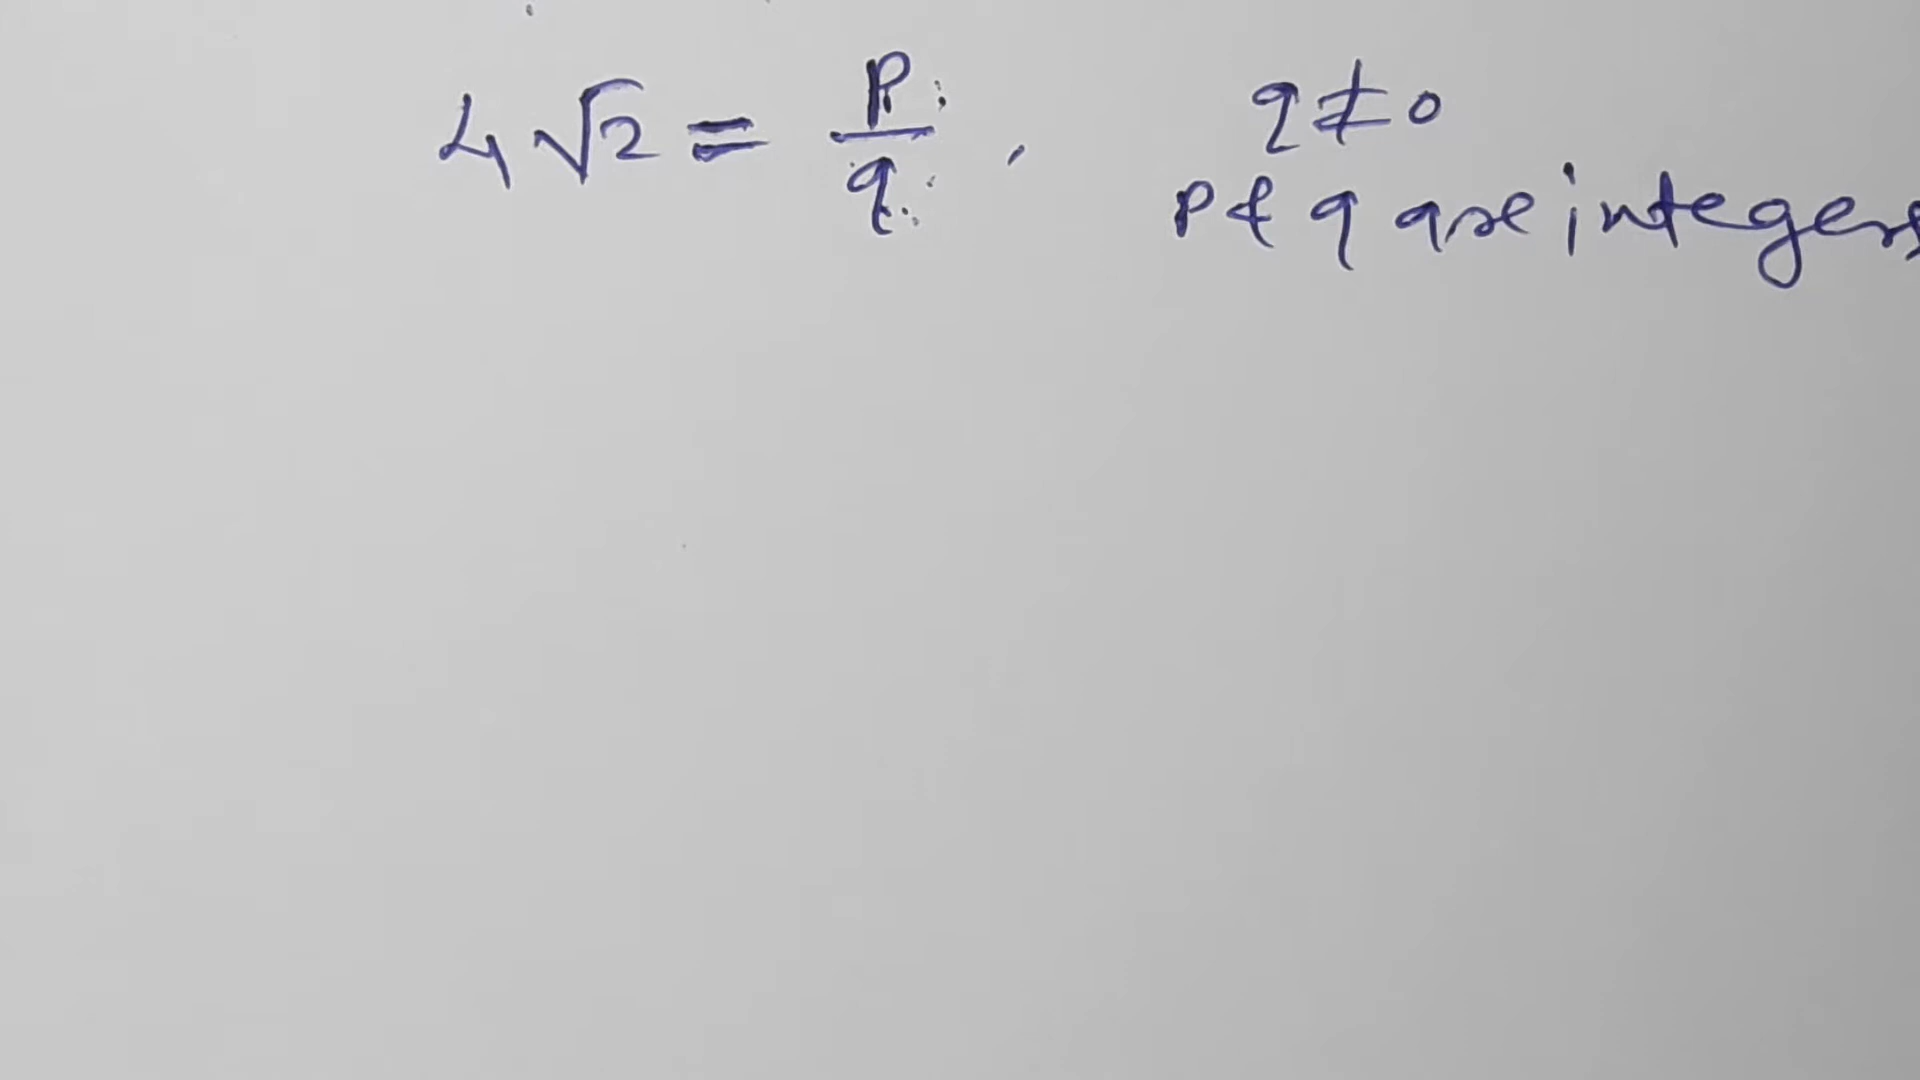 4√2 = p/q, q ≠ 0
p & q are integers